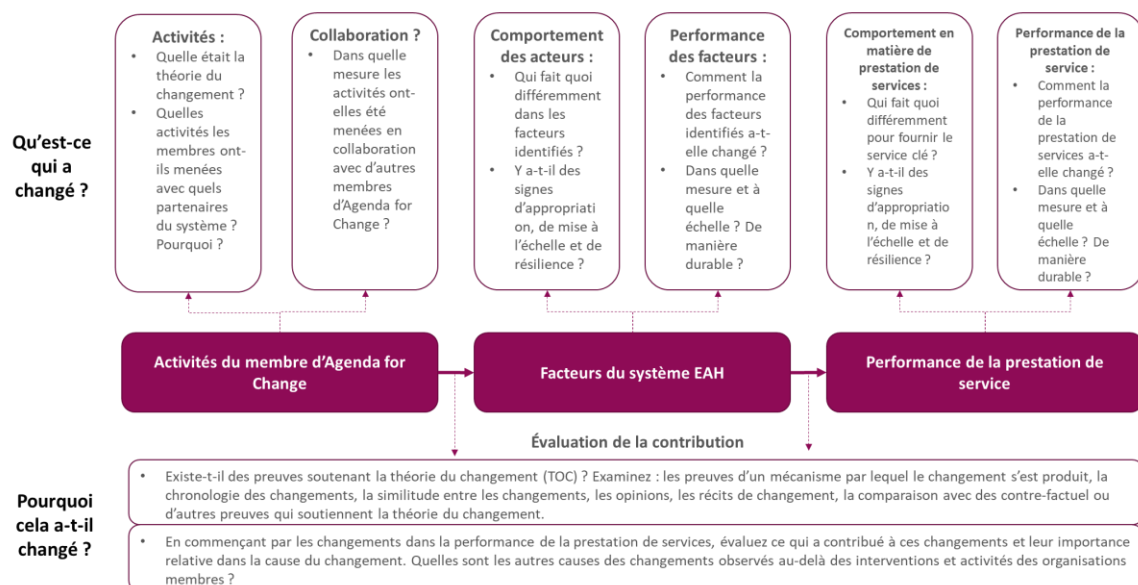 Qu'est-ce
qui a
changé ?
Activités :
• Quelle était la
théorie du
changement ?
• Quelles
activités les
membres ont-
ils menées
avec quels
partenaires
du système ?
Pourquoi ?
Collaboration ?
• Dans quelle
mesure les
activités ont-
elles été
menées en
collaboration
avec d'autres
membres
d'Agenda for
Change ?
Comportement
des acteurs :
• Qui fait quoi
différemment
dans les
facteurs
identifiés ?
• Y a-t-il des
signes
d'appropriati
on, de mise à
l'échelle et de
résilience ?
Performance
des facteurs :
• Comment la
performance
des facteurs
identifiés a-t-
elle changé ?
• Dans quelle
mesure et à
quelle
échelle ? De
manière
durable ?
Comportement en
matière de
prestation de
services :
• Qui fait quoi
différemment
pour fournir le
service clé ?
• Y a-t-il des
signes
d'appropriatio
n, de mise à
l'échelle et de
résilience ?
Performance de la
prestation de
service :
• Comment la
performance
de la
prestation de
services a-t-
elle changé ?
• Dans quelle
mesure et à
quelle
échelle ? De
manière
durable ?
Activités du membre d'Agenda for
Change
Facteurs du système EAH
Performance de la prestation de
service
Évaluation de la contribution
Pourquoi
cela a-t-il
changé ?
• Existe-t-il des preuves soutenant la théorie du changement (TOC) ? Examinez : les preuves d'un mécanisme par lequel le changement s'est produit, la
chronologie des changements, la similitude entre les changements, les opinions, les récits de changement, la comparaison avec des contre-factuel ou
d'autres preuves qui soutiennent la théorie du changement.
• En commençant par les changements dans la performance de la prestation de services, évaluez ce qui a contribué à ces changements et leur importance
relative dans la cause du changement. Quelles sont les autres causes des changements observés au-delà des interventions et activités des organisations
membres ?